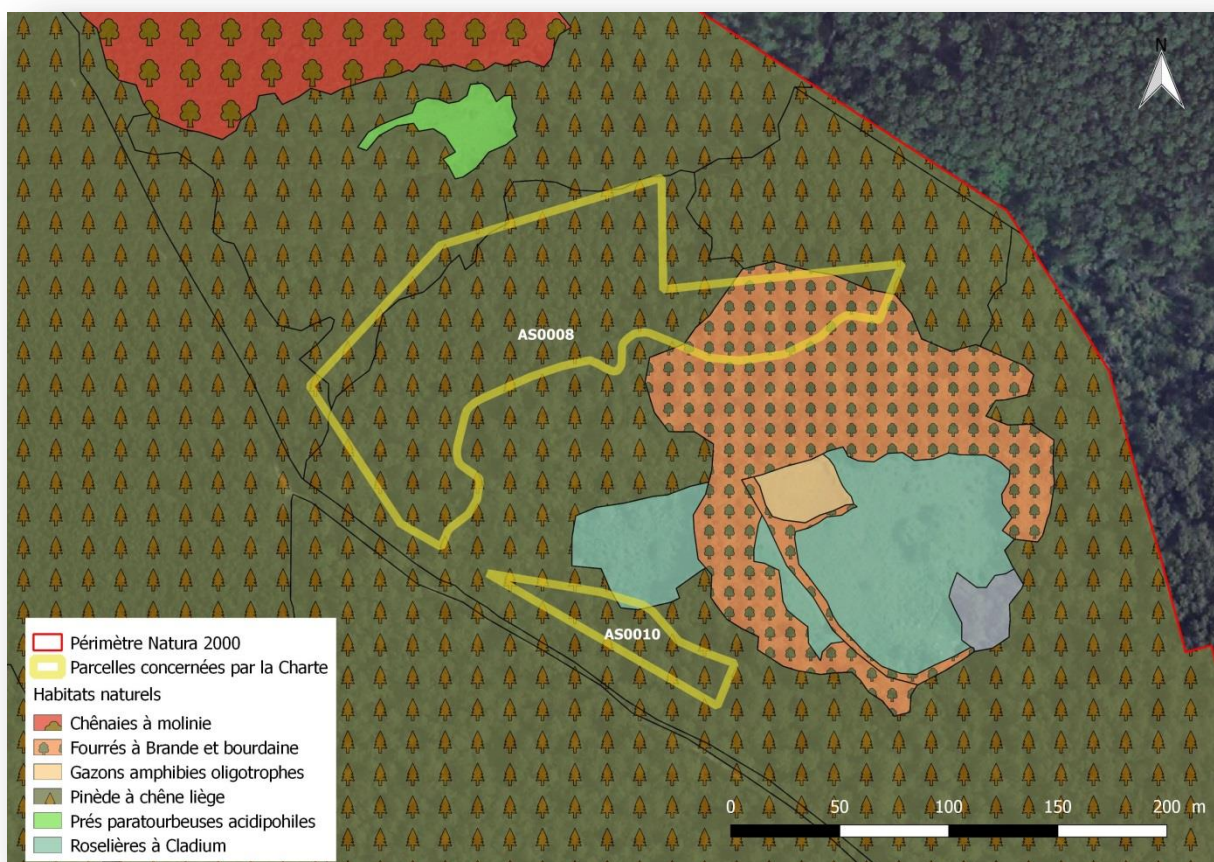 N
AS0008
AS0010
Périmètre Natura 2000
Parcelles concernées par la Charte
Habitats naturels
Chênaies à molinie
Fourrés à Brande et bourdaine
Gazons amphibies oligotrophes
Pinède à chêne liège
Prés paratourbeuses acidipohiles
Roselières à Cladium
0 50 100 150 200 m